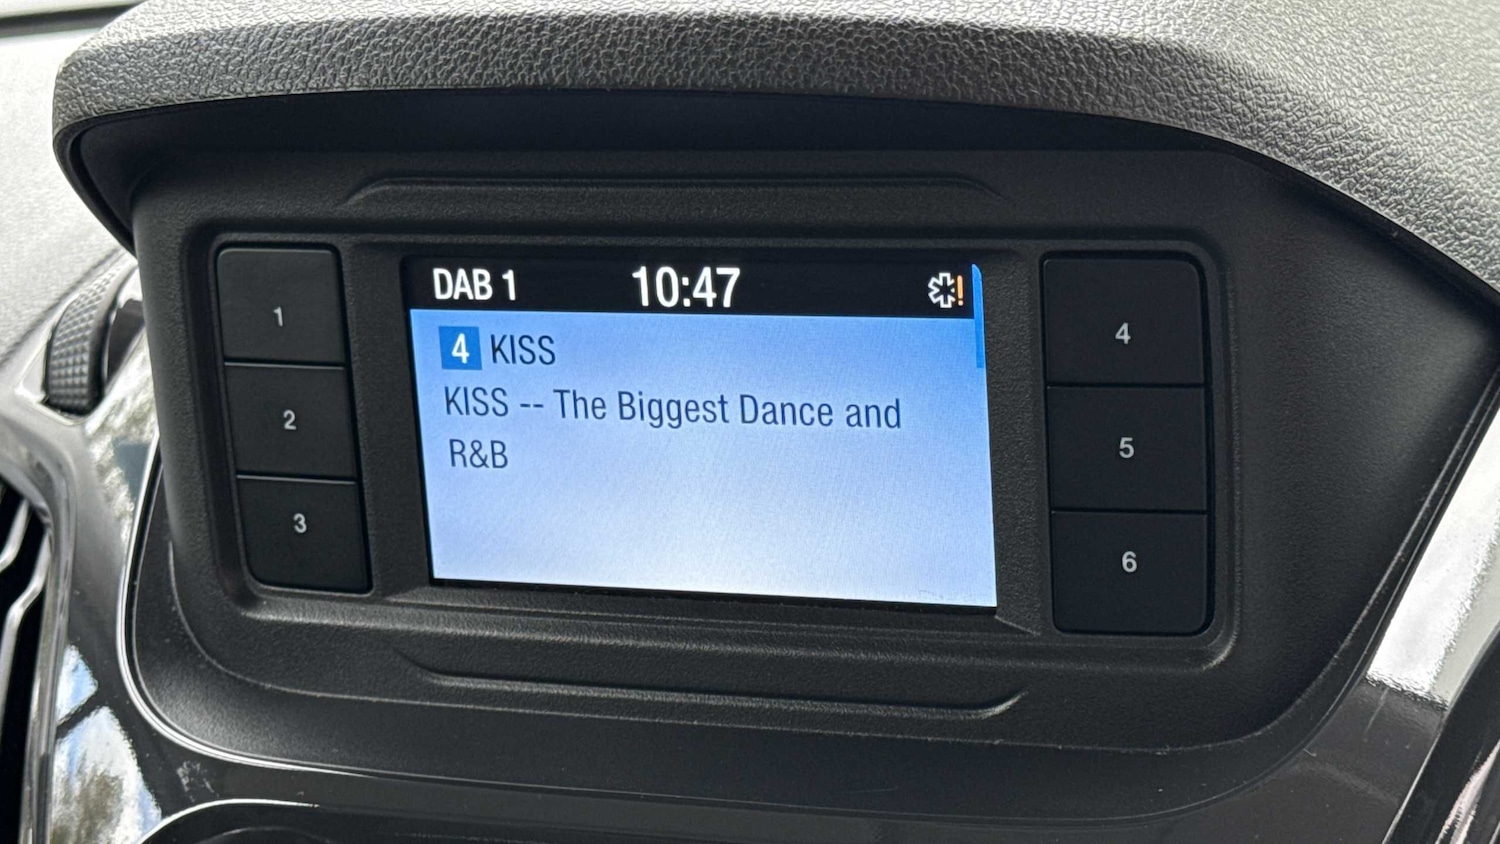 DAB 1 10:47
4 KISS
KISS -- The Biggest Dance and
R&B
1
2
3
4
5
6